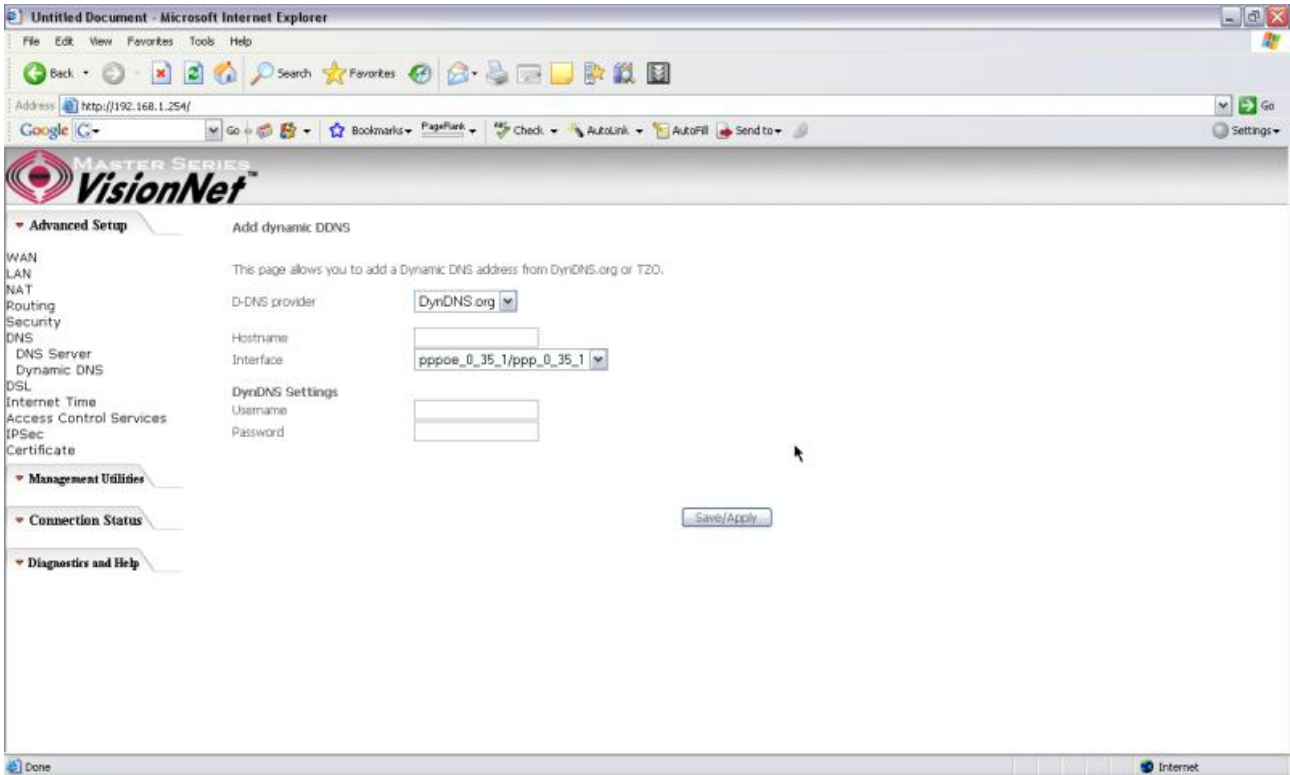 Untitled Document - Microsoft Internet Explorer
File Edit View Favorites Tools Help
Back Search Favorites
Address http://192.168.1.254/ Go
Google G Go Bookmarks PageRank ABC Check AutoLink AutoFill Send to Settings
MASTER SERIES
VisionNet™
Advanced Setup
WAN
LAN
NAT
Routing
Security
DNS
DNS Server
Dynamic DNS
DSL
Internet Time
Access Control Services
IPSec
Certificate
Management Utilities
Connection Status
Diagnostics and Help
Add dynamic DDNS
This page allows you to add a Dynamic DNS address from DynDNS.org or TZO.
D-DNS provider DynDNS.org
Hostname
Interface pppoe_0_35_1/ppp_0_35_1
DynDNS Settings
Username
Password
Save/Apply
Done Internet